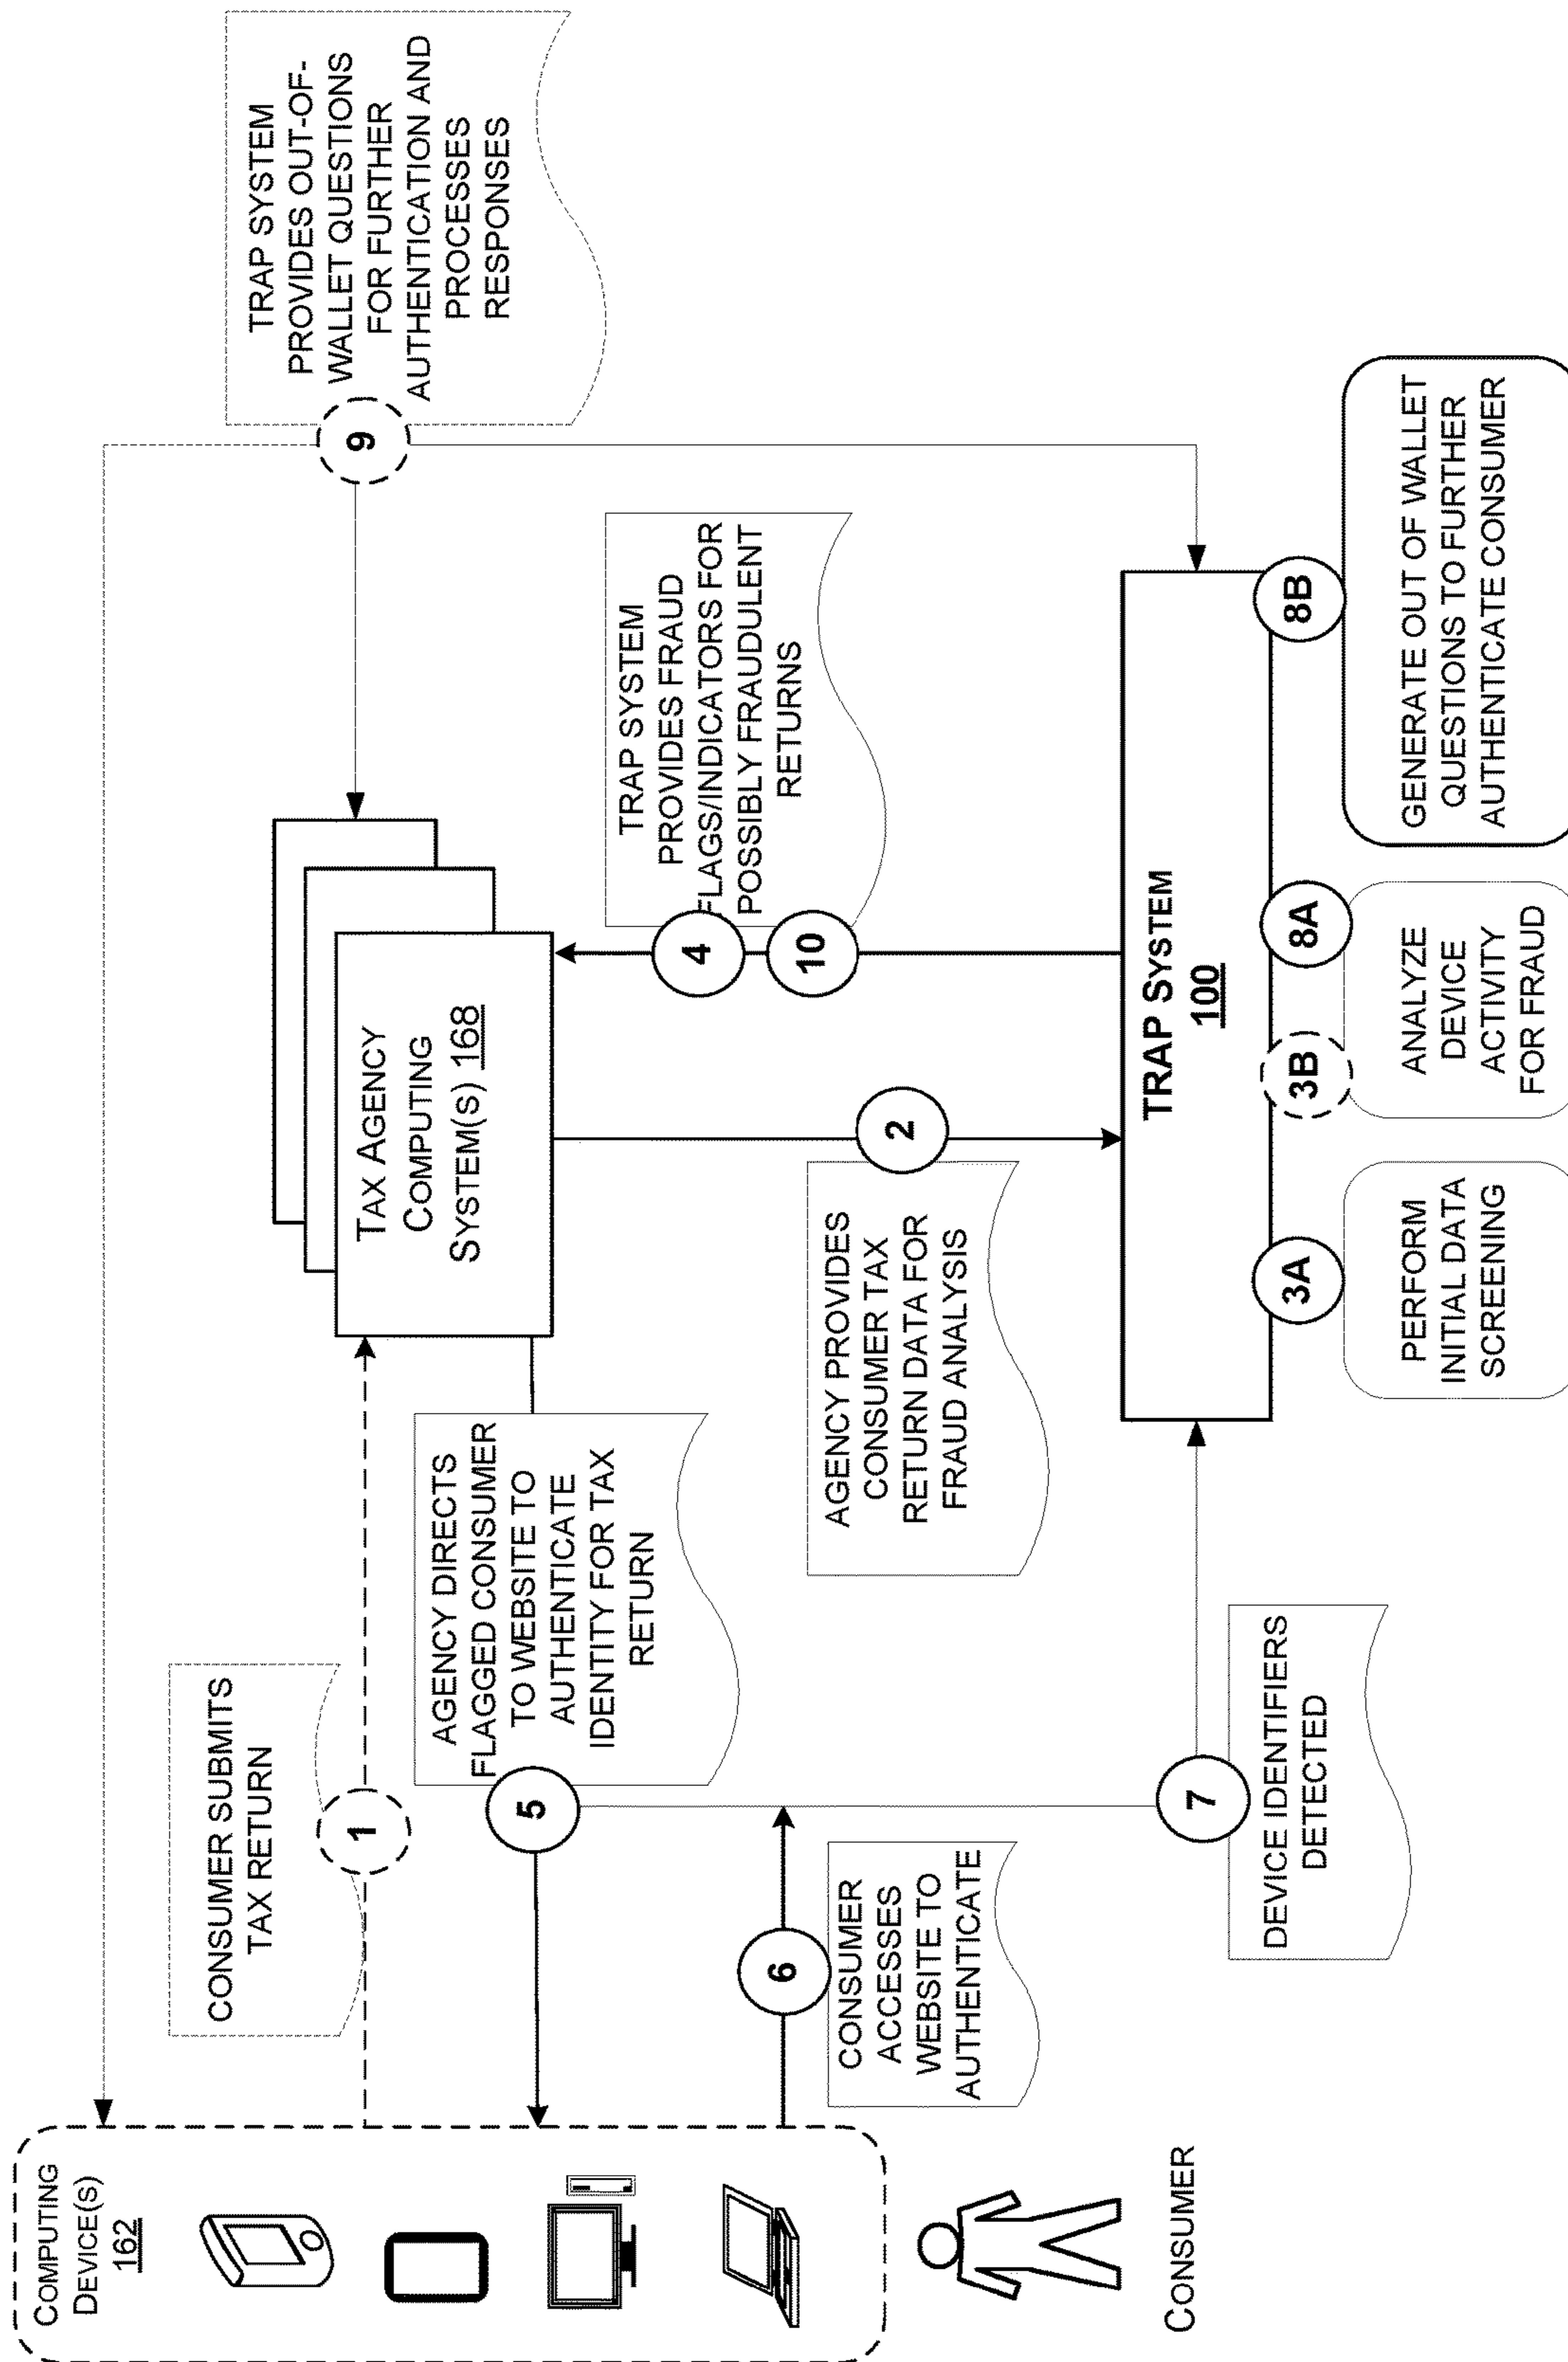 COMPUTING
DEVICE(S)
162
CONSUMER
CONSUMER SUBMITS
TAX RETURN
1
AGENCY DIRECTS
FLAGGED CONSUMER
TO WEBSITE TO
AUTHENTICATE
IDENTITY FOR TAX
RETURN
5
6
CONSUMER
ACCESSES
WEBSITE TO
AUTHENTICATE
7
DEVICE IDENTIFIERS
DETECTED
TAX AGENCY
COMPUTING
SYSTEM(S) 168
AGENCY PROVIDES
CONSUMER TAX
RETURN DATA FOR
FRAUD ANALYSIS
2
4
10
TRAP SYSTEM
PROVIDES FRAUD
FLAGS/INDICATORS FOR
POSSIBLY FRAUDULENT
RETURNS
9
TRAP SYSTEM
PROVIDES OUT-OF-
WALLET QUESTIONS
FOR FURTHER
AUTHENTICATION AND
PROCESSES
RESPONSES
TRAP SYSTEM
100
3A
PERFORM
INITIAL DATA
SCREENING
3B
8A
ANALYZE
DEVICE
ACTIVITY
FOR FRAUD
8B
GENERATE OUT OF WALLET
QUESTIONS TO FURTHER
AUTHENTICATE CONSUMER